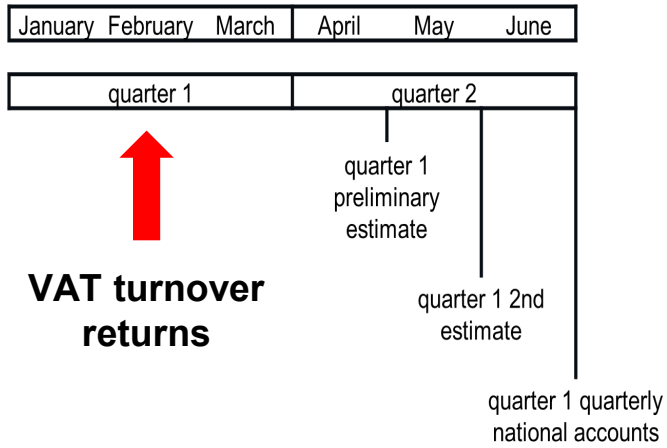 January February March April May June
quarter 1 quarter 2
quarter 1
preliminary
estimate
VAT turnover
returns
quarter 1 2nd
estimate
quarter 1 quarterly
national accounts